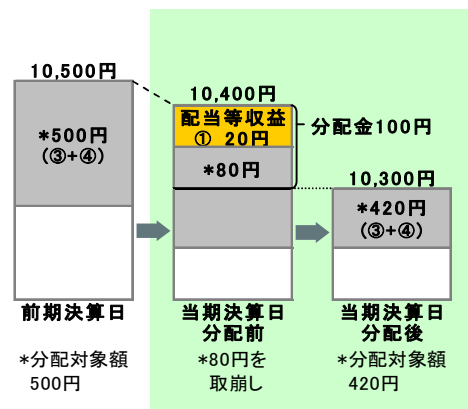 10,500円
*500円
(③+④)
前期決算日
*分配対象額
500円
10,400円
配当等収益
① 20円
*80円
分配金100円
当期決算日
分配前
*80円を
取崩し
10,300円
*420円
(③+④)
当期決算日
分配後
*分配対象額
420円